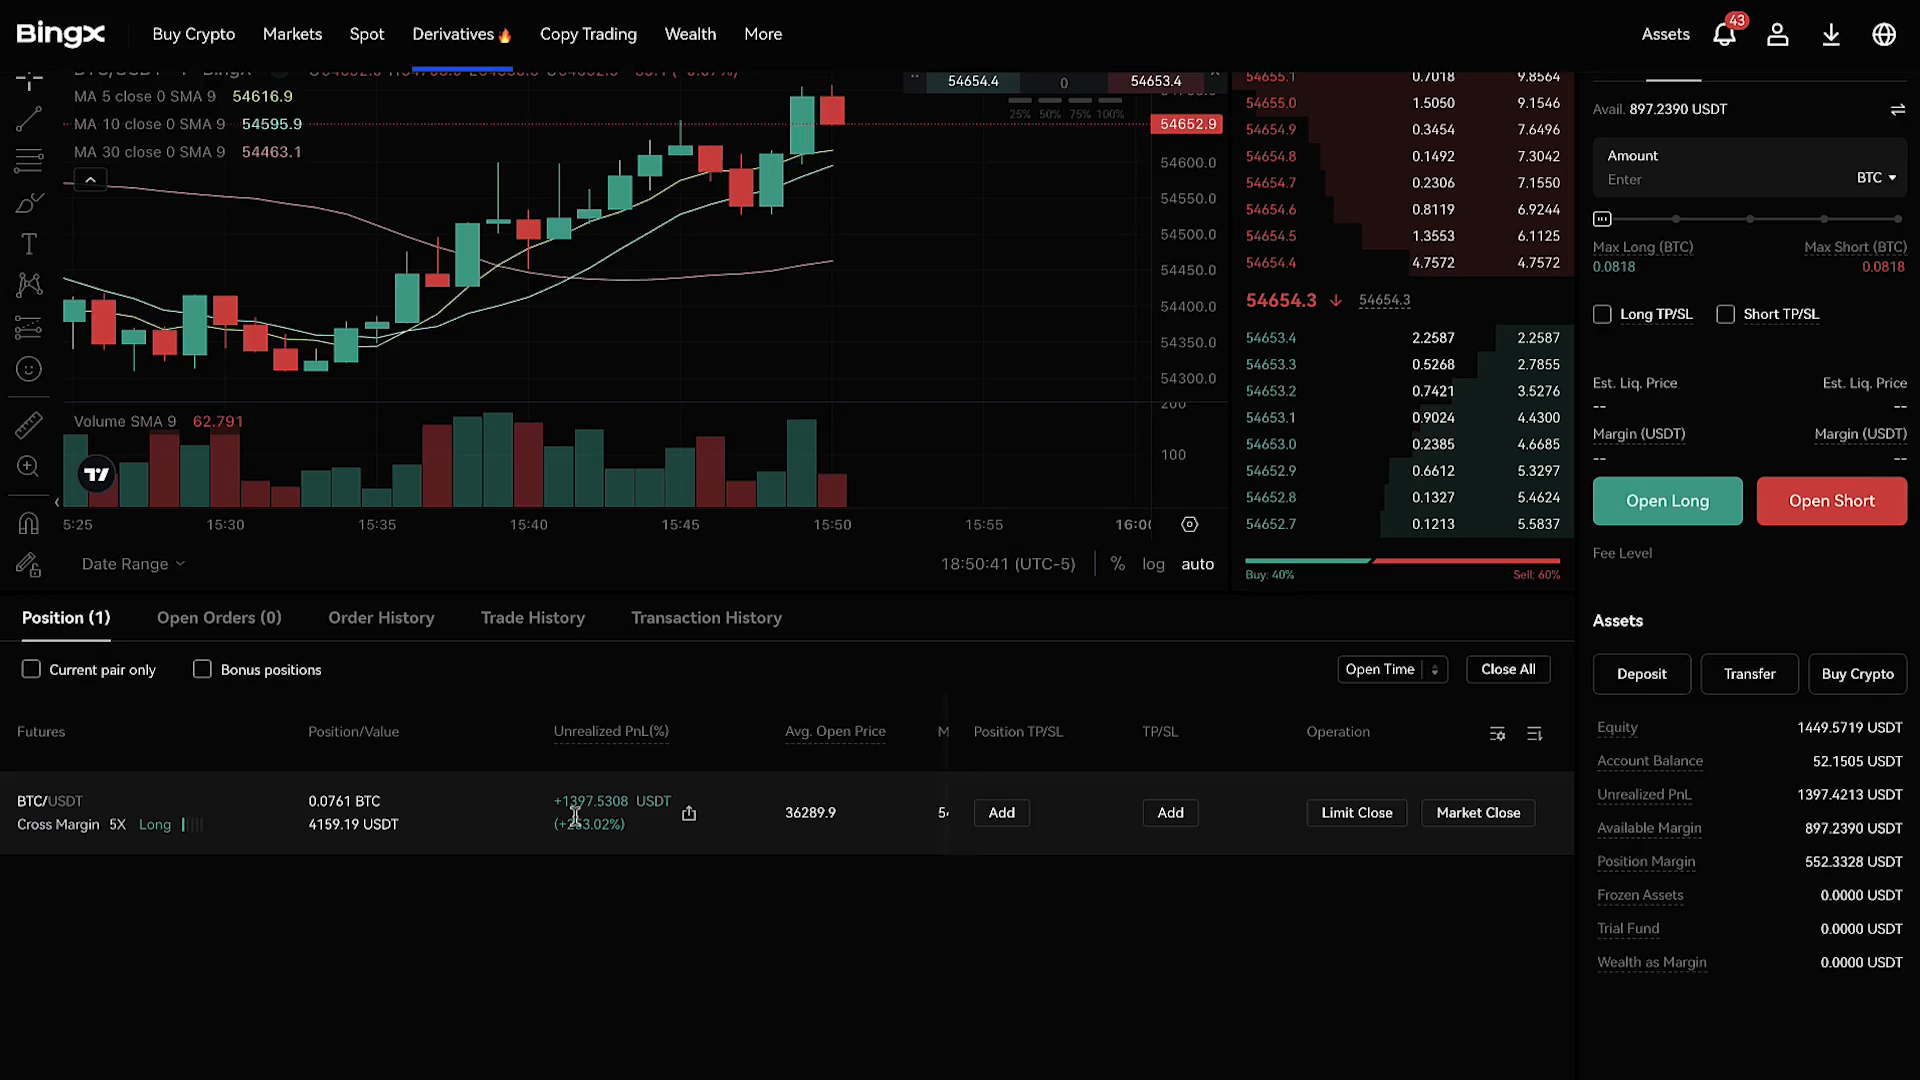 BingX
Buy Crypto
Markets
Spot
Derivatives
Copy Trading
Wealth
More
Assets
43
MA 5 close 0 SMA 9 54616.9
MA 10 close 0 SMA 9 54595.9
MA 30 close 0 SMA 9 54463.1
54654.4
0
54653.4
25% 50% 75% 100%
54652.9
54600.0
54550.0
54500.0
54450.0
54400.0
54350.0
54300.0
Volume SMA 9 62.791
200
100
5:25 15:30 15:35 15:40 15:45 15:50 15:55
Date Range
18:50:41 (UTC-5)
% log auto
54655.1 0.7018 9.8564
54655.0 1.5050 9.1546
54654.9 0.3454 7.6496
54654.8 0.1492 7.3042
54654.7 0.2306 7.1550
54654.6 0.8119 6.9244
54654.5 1.3553 6.1125
54654.4 4.7572 4.7572
54654.3 ↓ 54654.3
54653.4 2.2587 2.2587
54653.3 0.5268 2.7855
54653.2 0.7421 3.5276
54653.1 0.9024 4.4300
54653.0 0.2385 4.6685
54652.9 0.6612 5.3297
54652.8 0.1327 5.4624
54652.7 0.1213 5.5837
Buy: 40% Sell: 60%
Avail. 897.2390 USDT
Amount
Enter BTC
Max Long (BTC) Max Short (BTC)
0.0818 0.0818
Long TP/SL Short TP/SL
Est. Liq. Price Est. Liq. Price
-- --
Margin (USDT) Margin (USDT)
-- --
Open Long Open Short
Fee Level
Position (1) Open Orders (0) Order History Trade History Transaction History
Current pair only Bonus positions Open Time Close All
Futures Position/Value Unrealized PnL(%) Avg. Open Price M Position TP/SL TP/SL Operation
BTC/USDT 0.0761 BTC +1397.5308 USDT
36289.9 Add Add Limit Close Market Close
Cross Margin 5X Long 4159.19 USDT
Assets
Deposit Transfer Buy Crypto
Equity 1449.5719 USDT
Account Balance 52.1505 USDT
Unrealized PnL 1397.4213 USDT
Available Margin 897.2390 USDT
Position Margin 552.3328 USDT
Frozen Assets 0.0000 USDT
Trial Fund 0.0000 USDT
Wealth as Margin 0.0000 USDT